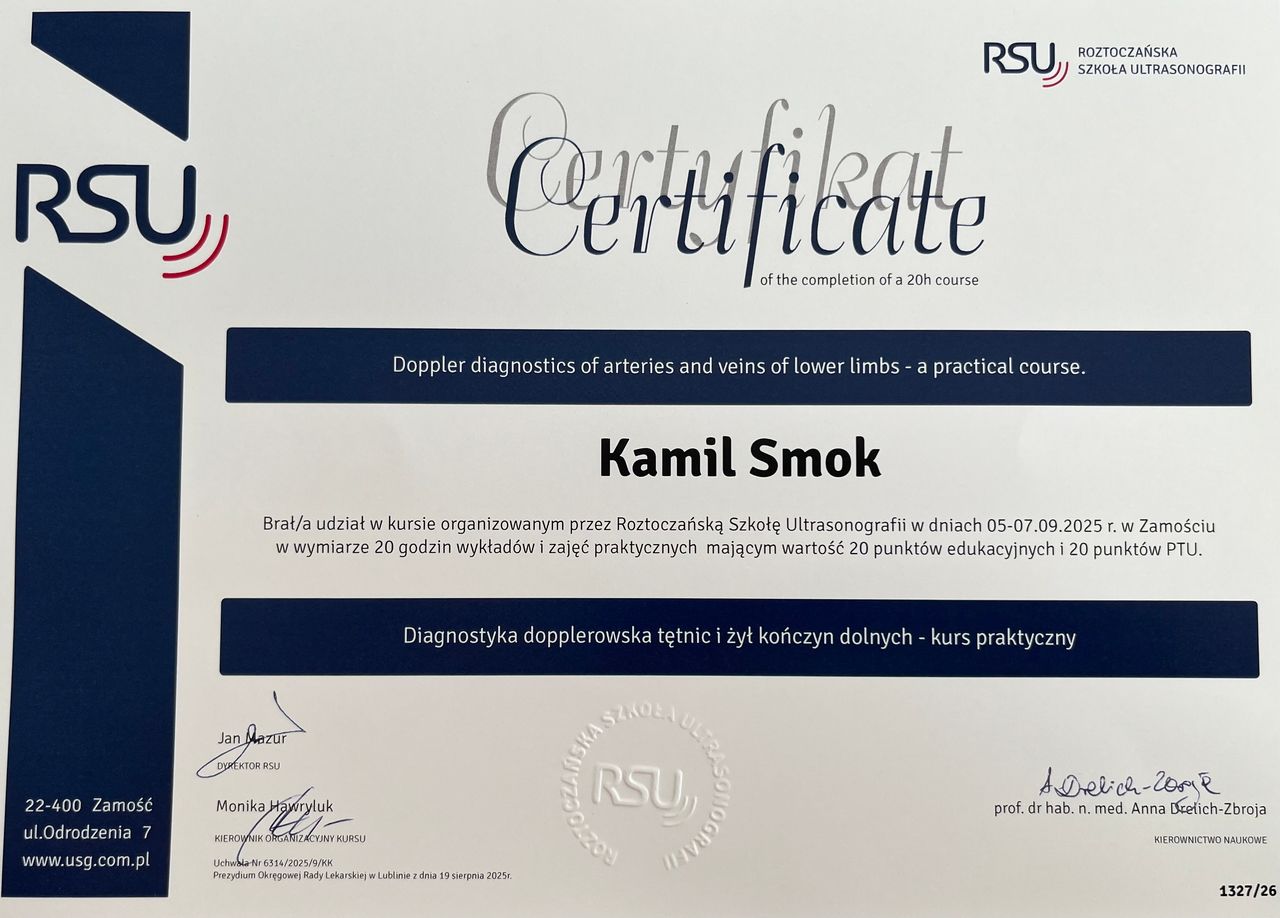 RSU
ROZTOCZAŃSKA
SZKOŁA ULTRASONOGRAFII
RSU
Certyfikat
Certificate
of the completion of a 20h course
Doppler diagnostics of arteries and veins of lower limbs - a practical course.
Kamil Smok
Brał/a udział w kursie organizowanym przez Roztoczańską Szkołę Ultrasonografii w dniach 05-07.09.2025 r. w Zamościu
w wymiarze 20 godzin wykładów i zajęć praktycznych mającym wartość 20 punktów edukacyjnych i 20 punktów PTU.
Diagnostyka dopplerowska tętnic i żył kończyn dolnych - kurs praktyczny
Jan Mazur
DYREKTOR RSU
Monika Hawryluk
KIEROWNIK ORGANIZACYJNY KURSU
Uchwała Nr 6314/2025/9/KK
Prezydium Okręgowej Rady Lekarskiej w Lublinie z dnia 19 sierpnia 2025r.
ROZTOCZAŃSKA SZKOŁA ULTRASONOGRAFII
RSU
A. Drelich-Zbroja
prof. dr hab. n. med. Anna Drelich-Zbroja
KIEROWNICTWO NAUKOWE
22-400 Zamość
ul.Odrodzenia 7
www.usg.com.pl
1327/26